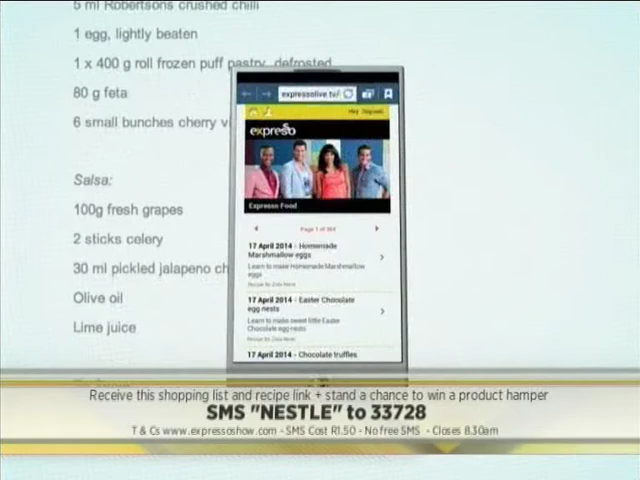 5 ml Robertsons crushed chilli
1 egg, lightly beaten
1 x 400 g roll frozen puff pastry, defrosted
80 g feta
6 small bunches cherry v
Salsa:
100g fresh grapes
2 sticks celery
30 ml pickled jalapeno ch
Olive oil
Lime juice
expressolive.tv/
expresso
Expresso Food
Page 1 of 364
17 April 2014 - Homemade
Marshmallow eggs
Learn to make Homemade Marshmallow
eggs
17 April 2014 - Easter Chocolate
egg nests
Learn to make sweet little Easter
Chocolate egg nests
17 April 2014 - Chocolate truffles
Receive this shopping list and recipe link + stand a chance to win a product hamper
SMS "NESTLE" to 33728
T & Cs www.expressoshow.com - SMS Cost R1.50 - No free SMS - Closes 8.30am